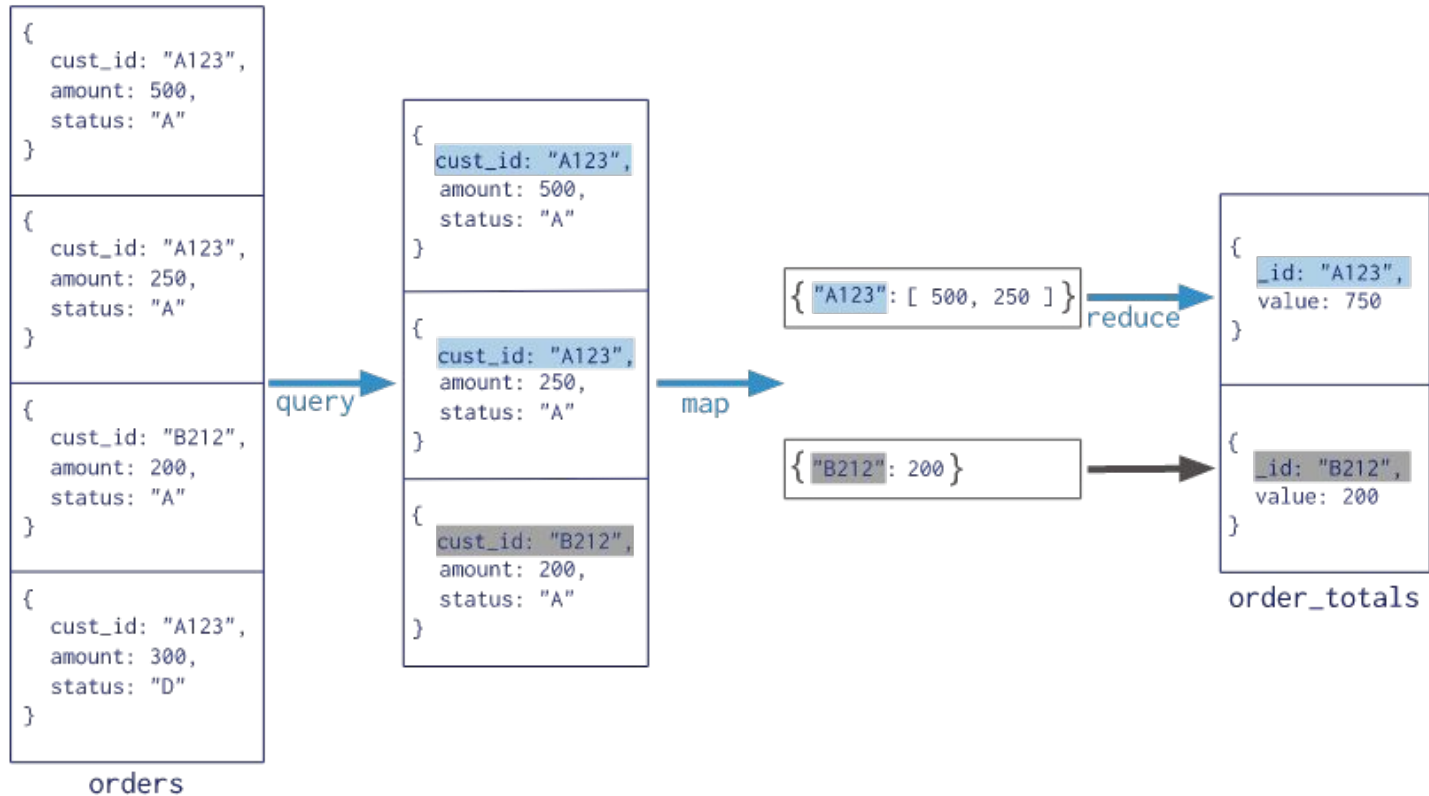 {
cust_id: "A123",
amount: 500,
status: "A"
}
{
cust_id: "A123",
amount: 250,
status: "A"
}
{
cust_id: "B212",
amount: 200,
status: "A"
}
{
cust_id: "A123",
amount: 300,
status: "D"
}
orders
query
{
cust_id: "A123",
amount: 500,
status: "A"
}
{
cust_id: "A123",
amount: 250,
status: "A"
}
{
cust_id: "B212",
amount: 200,
status: "A"
}
map
{ "A123": [ 500, 250 ] }
{ "B212": 200 }
reduce
{
_id: "A123",
value: 750
}
{
_id: "B212",
value: 200
}
order_totals